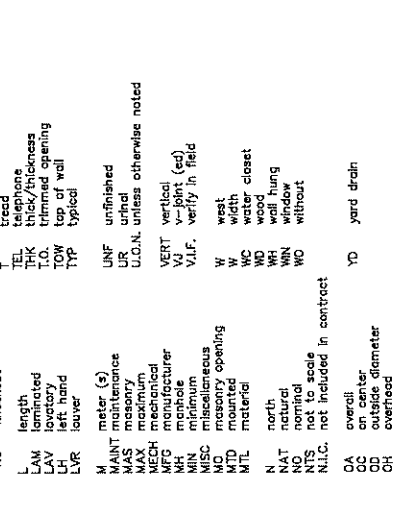 L length
LAM laminated
LAV lavatory
LH left hand
LVR louver
M meter (s)
MAINT maintenance
MAS masonry
MAX maximum
MECH mechanical
MFG manufacturer
MH manhole
MIN minimum
MISC miscellaneous
MO masonry opening
MTD mounted
MTL material
N north
NAT natural
NO nominal
NTS not to scale
N.I.C. not included in contract
OA overall
OC on center
OD outside diameter
OH overhead
T tread
TEL telephone
THK thick/thickness
T.O. trimmed opening
TOW top of wall
TYP typical
UNF unfinished
UR urinal
U.O.N. unless otherwise noted
VERT vertical
VJ v-joint (ed)
V.I.F. verify in field
W west
W width
WC water closet
WD wood
WH wall hung
WIN window
WO without
YD yard drain